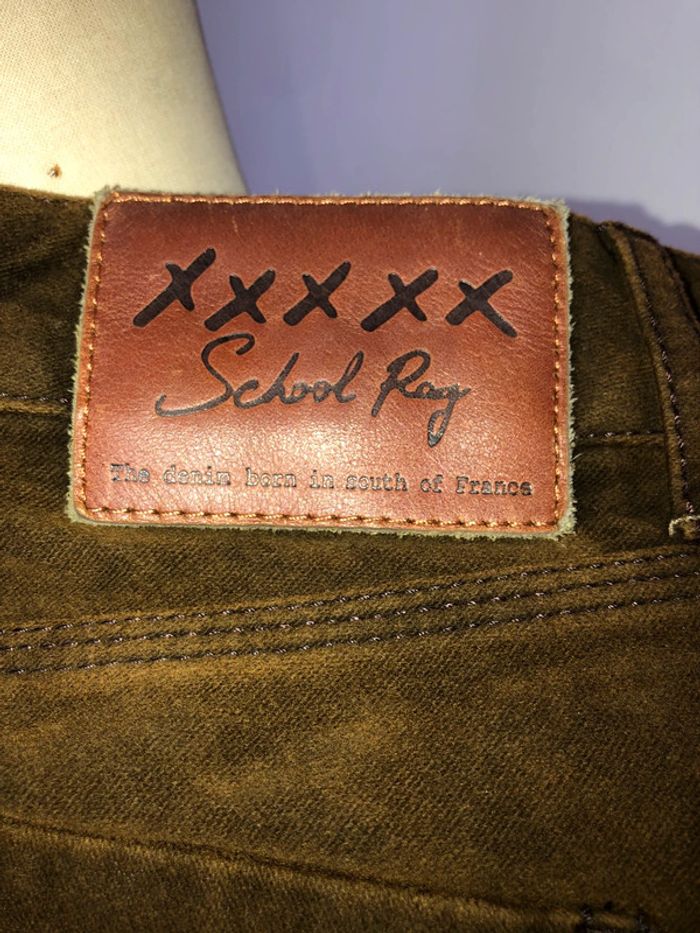 XXXXX
School Rag
The denim born in south of France